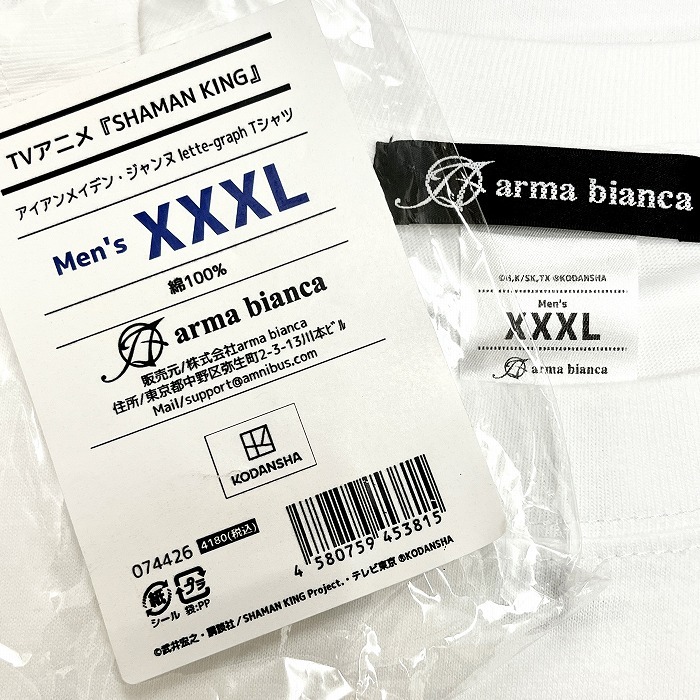 TVアニメ『SHAMAN KING』
アイアンメイデン・ジャンヌ lette-graph Tシャツ
Men's XXXL
綿100%
arma bianca
販売元/株式会社arma bianca
住所/東京都中野区弥生町2-3-13川本ビル
Mail/support@amnibus.com
KODANSHA
074426 4180(税込)
4 580759 453815
紙 プラ
シール 袋:PP
©武井宏之・講談社/SHAMAN KING Project.・テレビ東京 ®KODANSHA
arma bianca
©H,K/SK,TX ®KODANSHA
Men's
XXXL
arma bianca